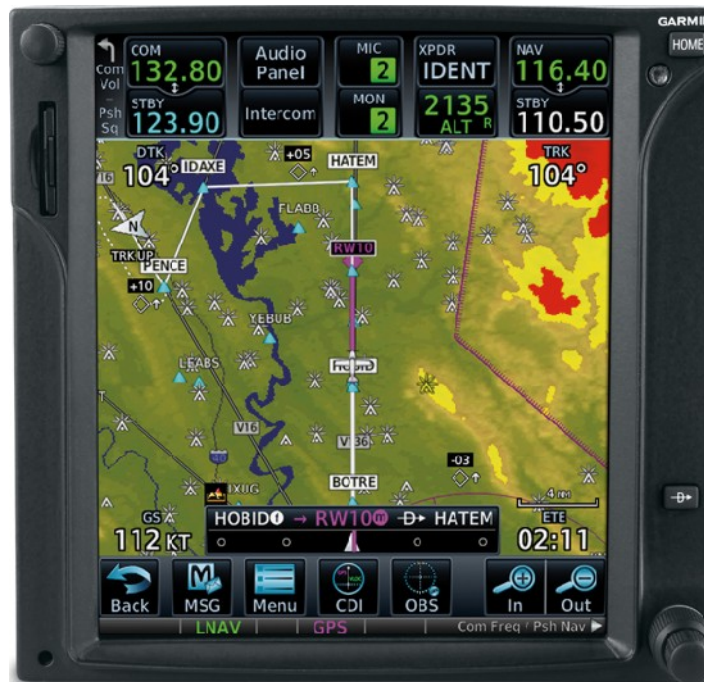 GARMIN
HOME
Com
Vol
Psh
Sq
COM
132.80
STBY
123.90
Audio
Panel
Intercom
MIC
2
MON
2
XPDR
IDENT
2135
ALT R
NAV
116.40
STBY
110.50
DTK
104°
IDAXE
+05
HATEM
TRK
104°
V16
FLABB
N
TRK UP
PENCE
+10
RW10
YEBUB
LEABS
HOBID
V16
V136
40
BOTRE
-03
IXUG
4 NM
GS
112 KT
HOBID → RW10 HATEM
ETE
02:11
Back
MSG
Menu
CDI
OBS
In
Out
LNAV
GPS
Com Freq Psh Nav